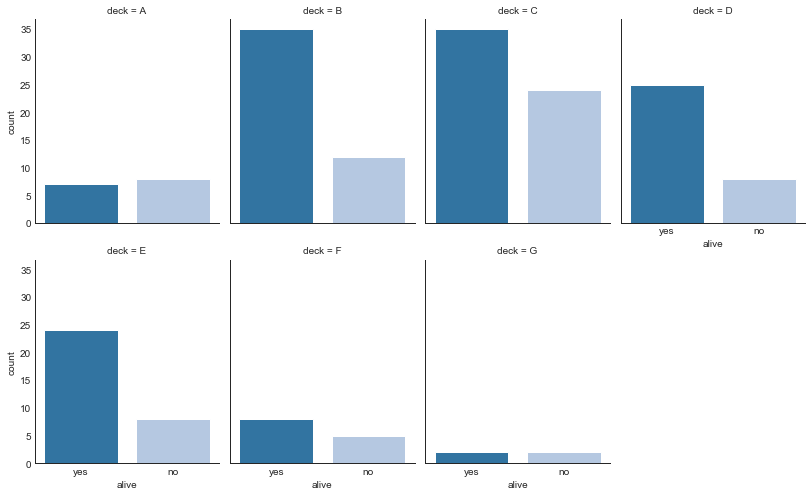 deck = A
deck = B
deck = C
deck = D
35
30
25
20
15
10
5
0
count
yes
no
alive
deck = E
deck = F
deck = G
35
30
25
20
15
10
5
0
count
yes
no
alive
yes
no
alive
yes
no
alive